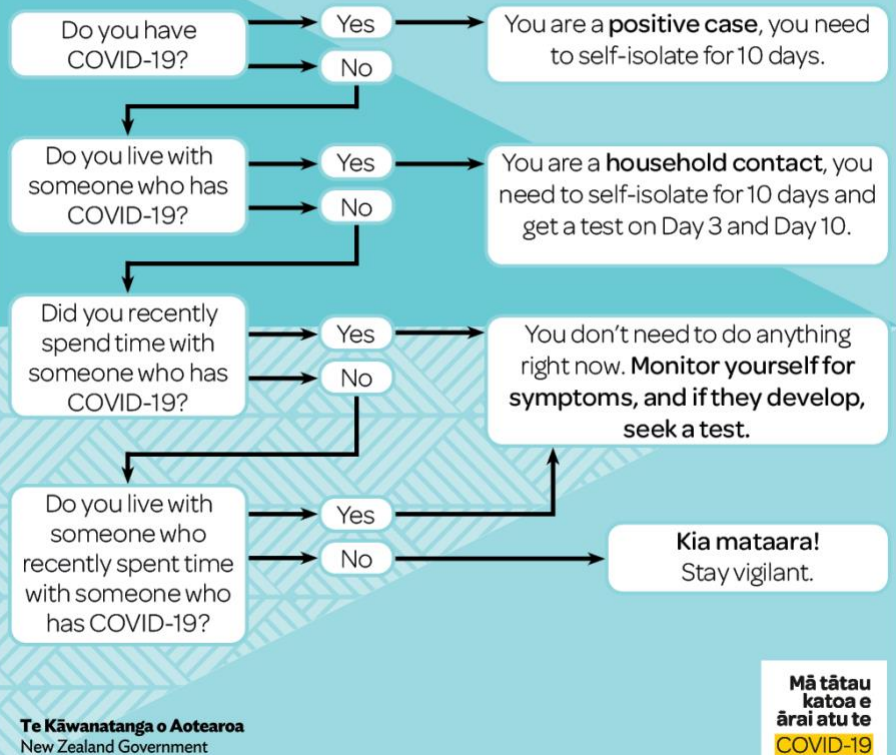 Do you have
COVID-19?
Yes
You are a positive case, you need
to self-isolate for 10 days.
No
Do you live with
someone who has
COVID-19?
Yes
You are a household contact, you
need to self-isolate for 10 days and
get a test on Day 3 and Day 10.
No
Did you recently
spend time with
someone who has
COVID-19?
Yes
You don't need to do anything
right now. Monitor yourself for
symptoms, and if they develop,
seek a test.
No
Do you live with
someone who
recently spent time
with someone who
has COVID-19?
Yes
No
Kia mataara!
Stay vigilant.
Te Kāwanatanga o Aotearoa
New Zealand Government
Mā tātau
katoa e
ārai atu te
COVID-19